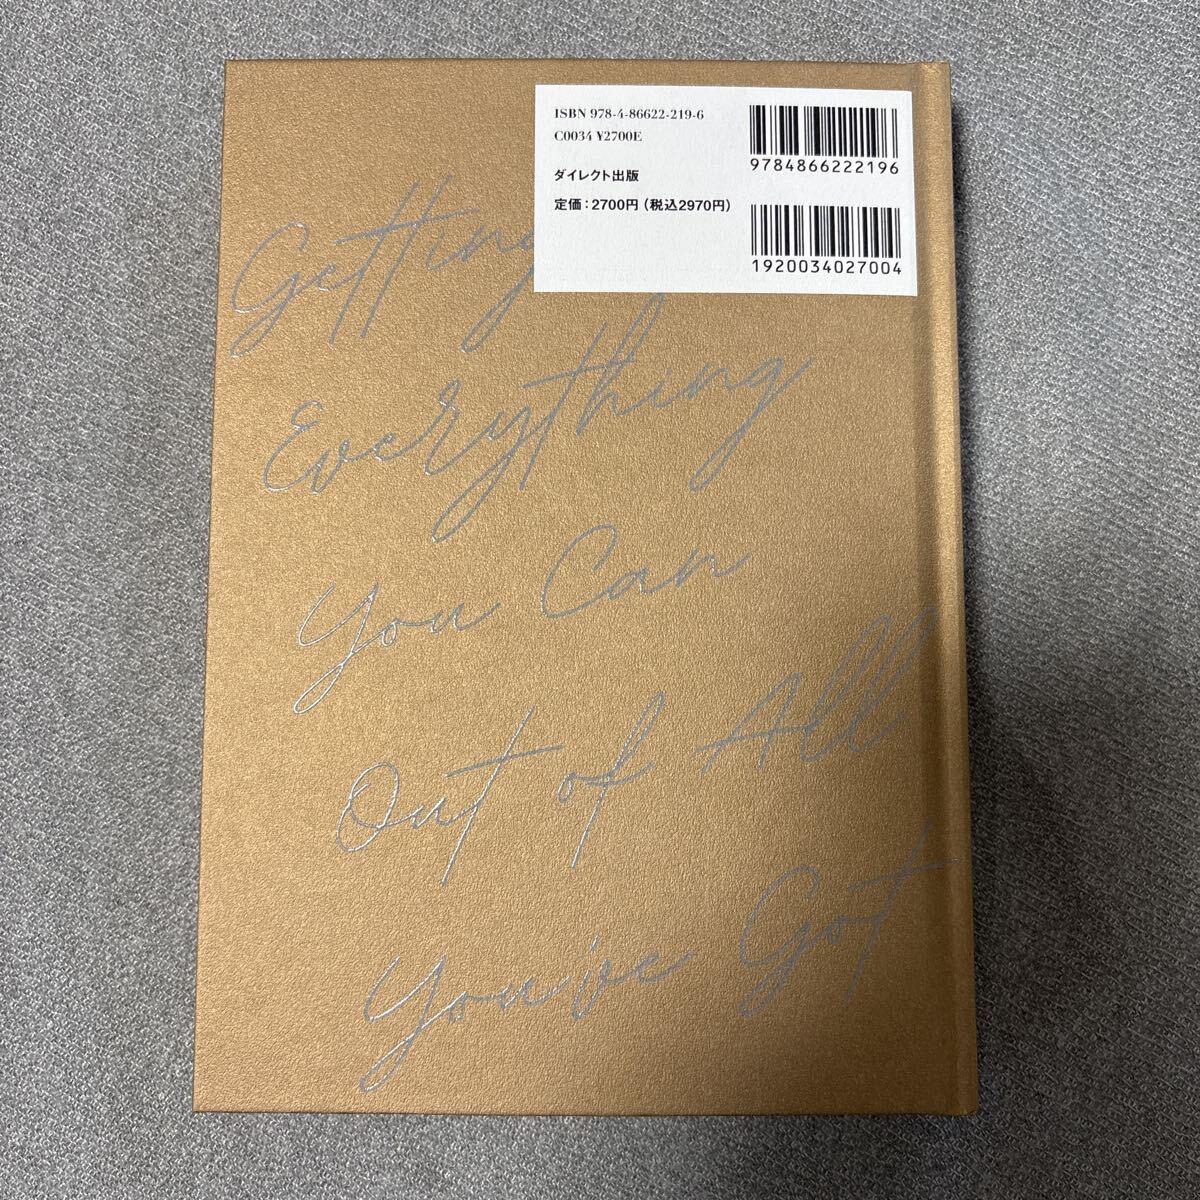 ISBN 978-4-86622-219-6
C0034 ¥2700E
ダイレクト出版
定価：2700円（税込2970円）
9784866222196
1920034027004
Getting
Everything
You Can
Out of All
You've Got